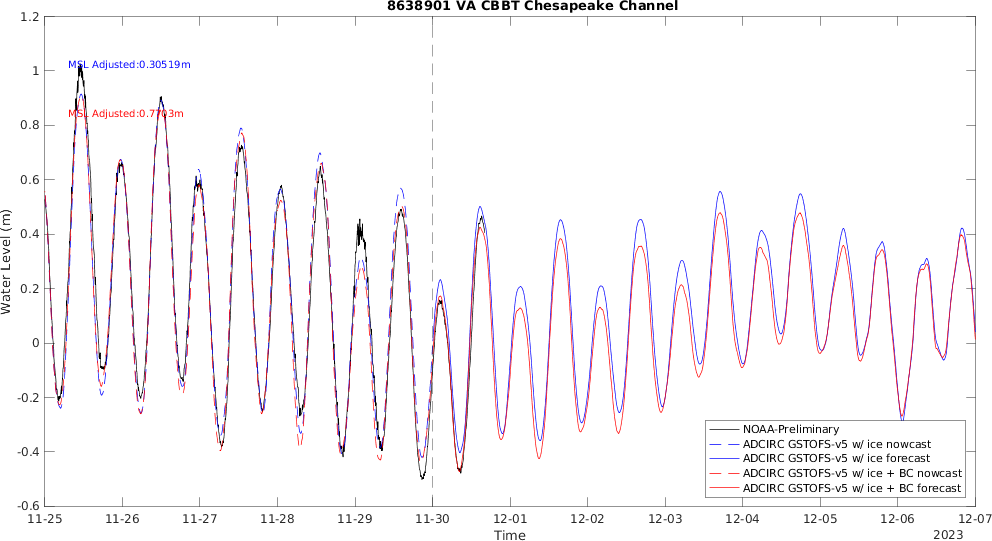 8638901 VA CBBT Chesapeake Channel
1.2
1
0.8
0.6
0.4
0.2
0
-0.2
-0.4
-0.6
Water Level (m)
MSL Adjusted:0.30519m
MSL Adjusted:0.7703m
NOAA-Preliminary
ADCIRC GSTOFS-v5 w/ ice nowcast
ADCIRC GSTOFS-v5 w/ ice forecast
ADCIRC GSTOFS-v5 w/ ice + BC nowcast
ADCIRC GSTOFS-v5 w/ ice + BC forecast
11-25 11-26 11-27 11-28 11-29 11-30 12-01 12-02 12-03 12-04 12-05 12-06 12-07
Time
2023